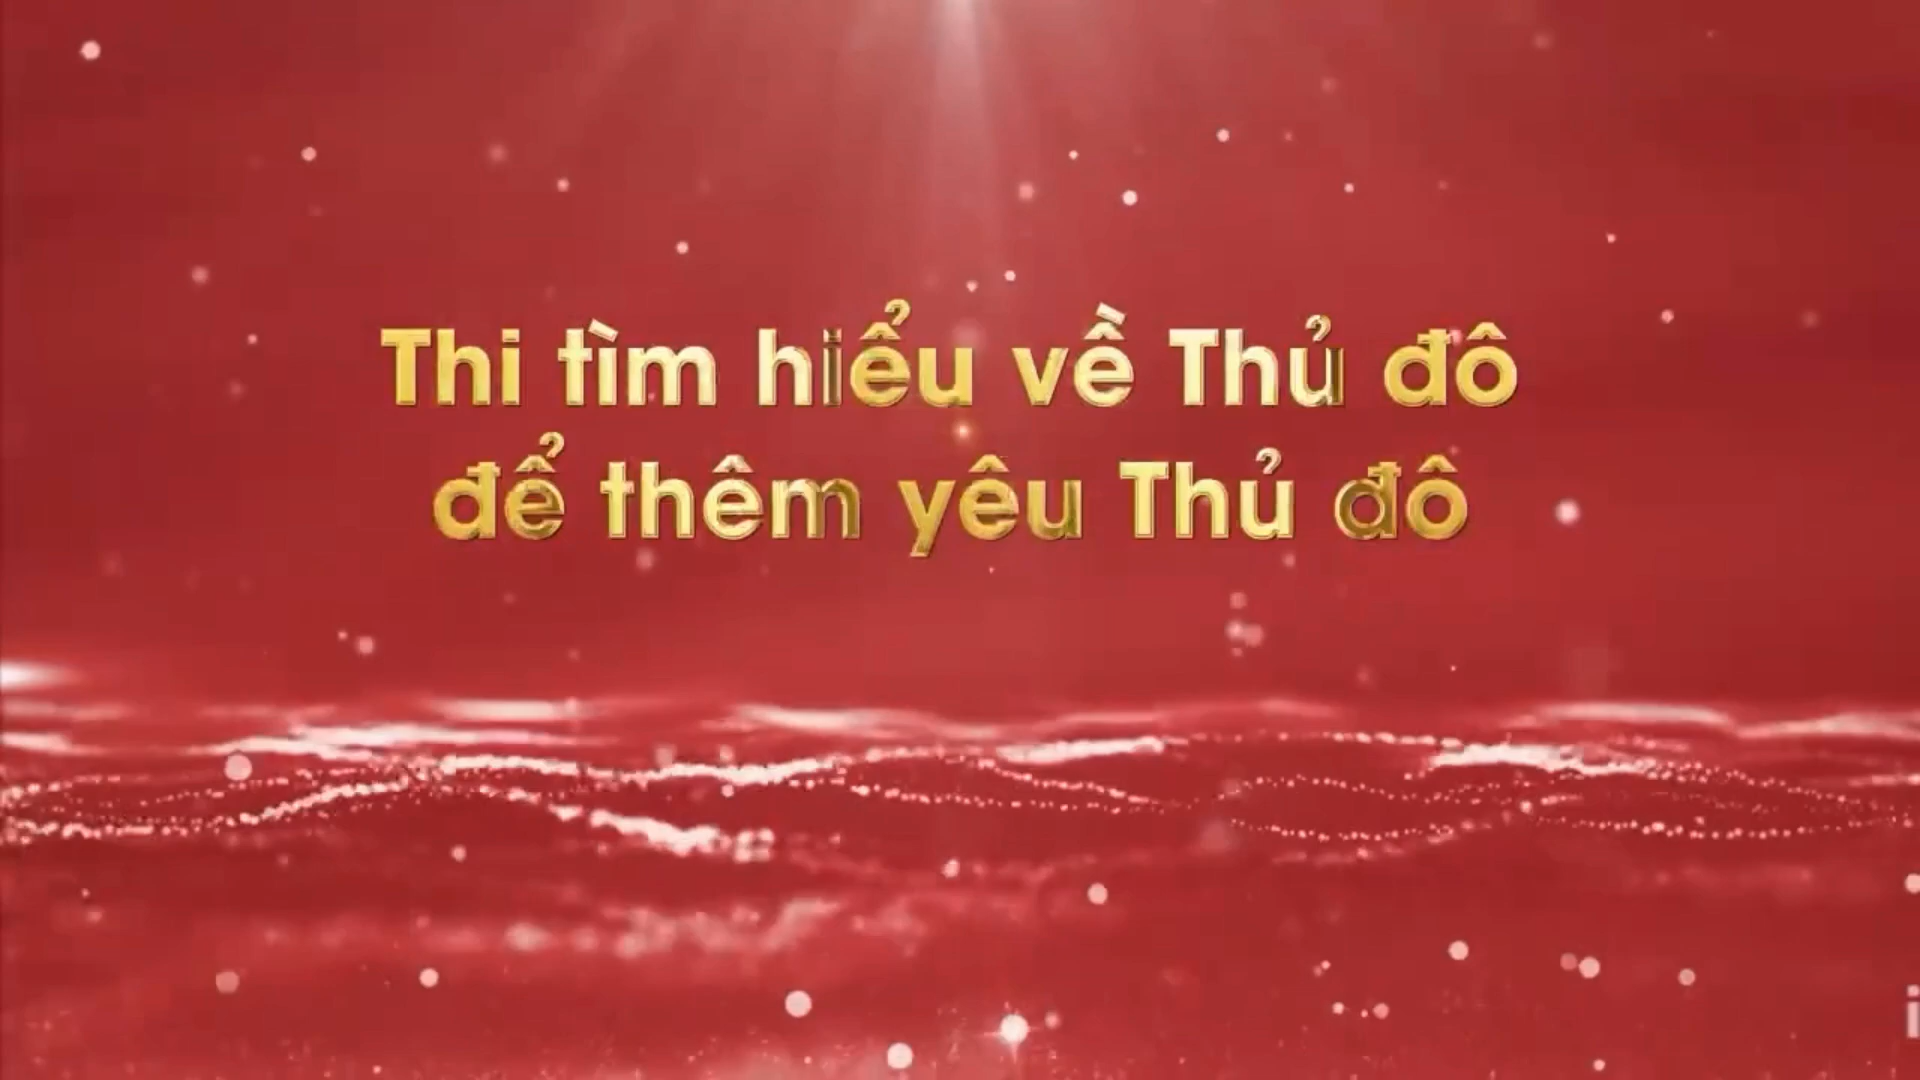 Thi tìm hiểu về Thủ đô
để thêm yêu Thủ đô